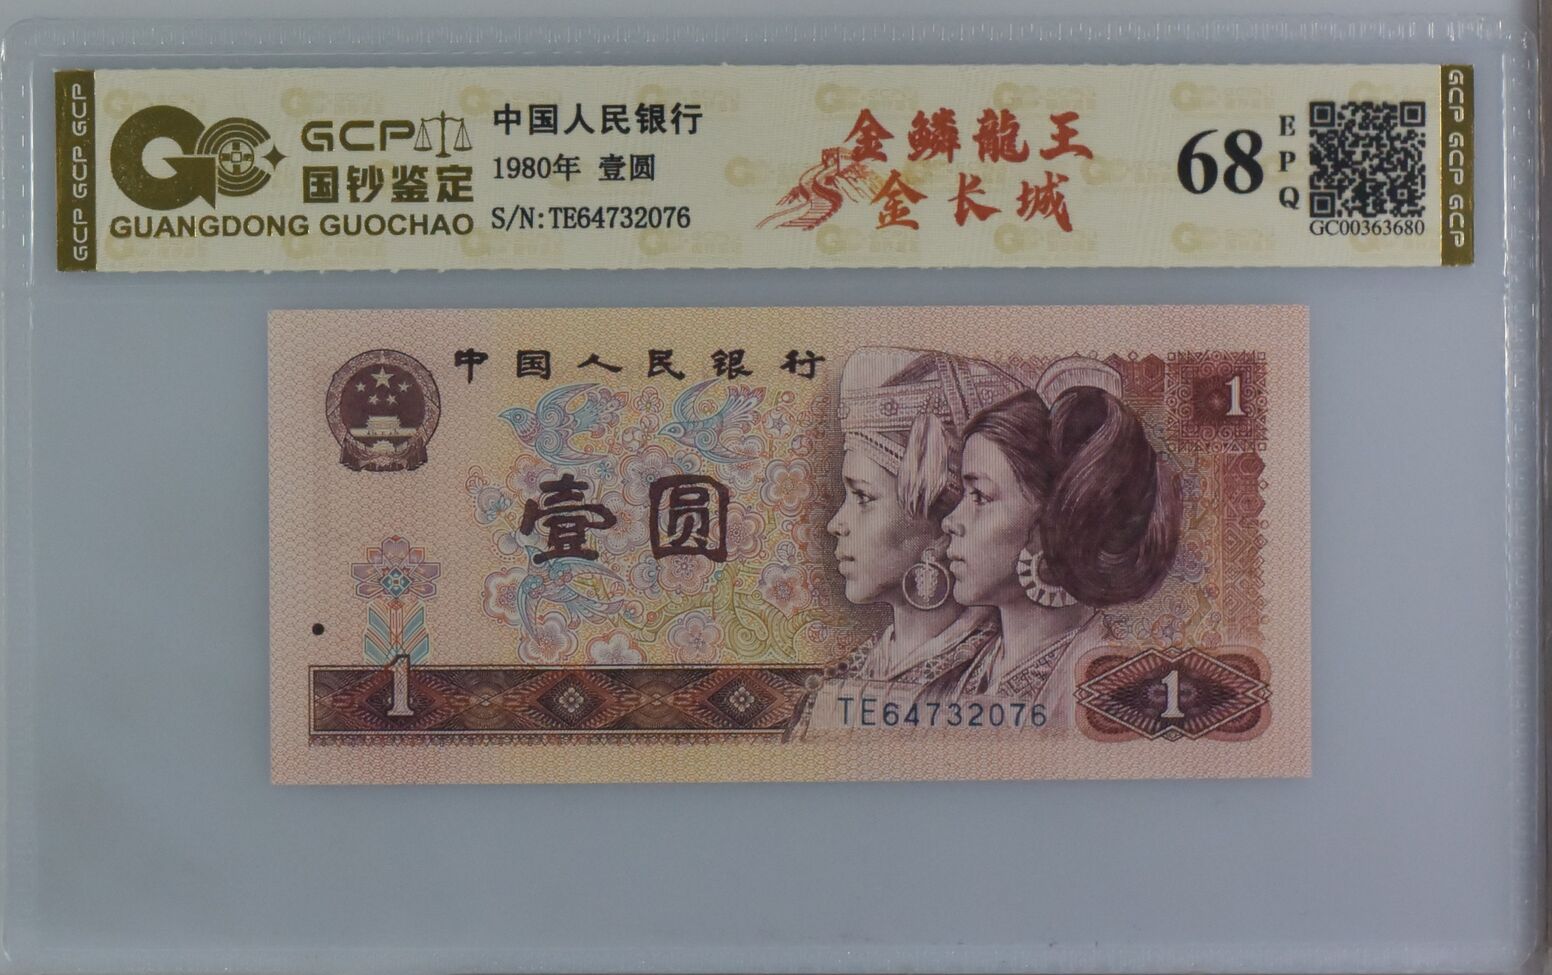 GCP GCP GCP
GCP
国钞鉴定
GUANGDONG GUOCHAO
中国人民银行
1980年 壹圆
S/N:TE64732076
金鳞龍王
金长城
68
EPQ
GC00363680
GCP GCP GCP
中国人民银行
1
壹圆
1
TE64732076
1